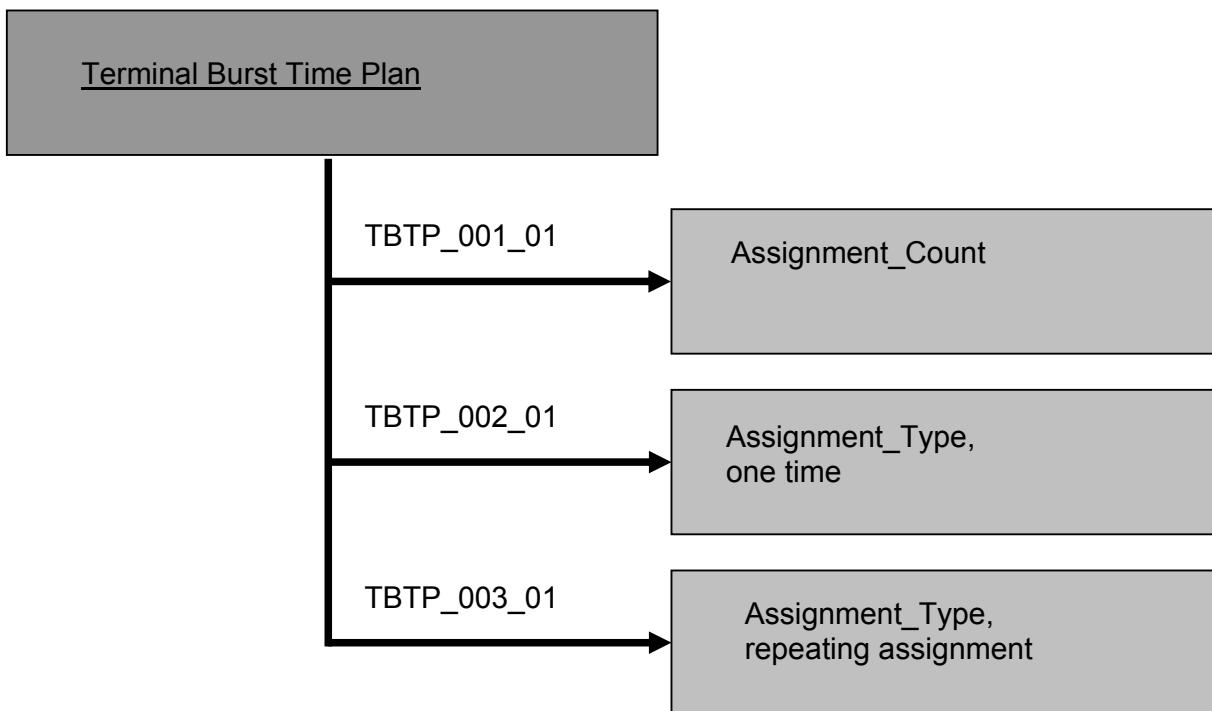 Terminal Burst Time Plan
TBTP_001_01
Assignment_Count
TBTP_002_01
Assignment_Type,
one time
TBTP_003_01
Assignment_Type,
repeating assignment